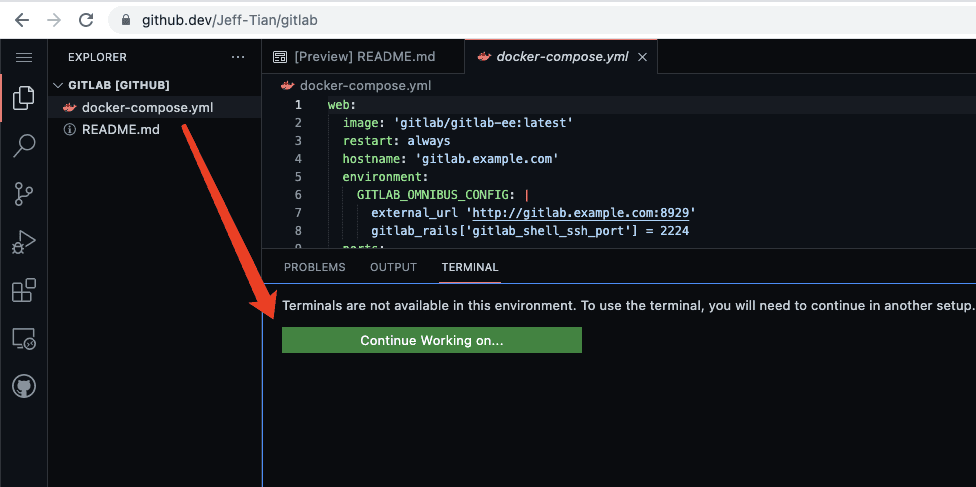 github.dev/Jeff-Tian/gitlab
EXPLORER
GITLAB [GITHUB]
docker-compose.yml
README.md
[Preview] README.md
docker-compose.yml
docker-compose.yml
1 web:
2 image: 'gitlab/gitlab-ee:latest'
3 restart: always
4 hostname: 'gitlab.example.com'
5 environment:
6 GITLAB_OMNIBUS_CONFIG: |
7 external_url 'http://gitlab.example.com:8929'
8 gitlab_rails['gitlab_shell_ssh_port'] = 2224
9 ports:
PROBLEMS OUTPUT TERMINAL
Terminals are not available in this environment. To use the terminal, you will need to continue in another setup.
Continue Working on...